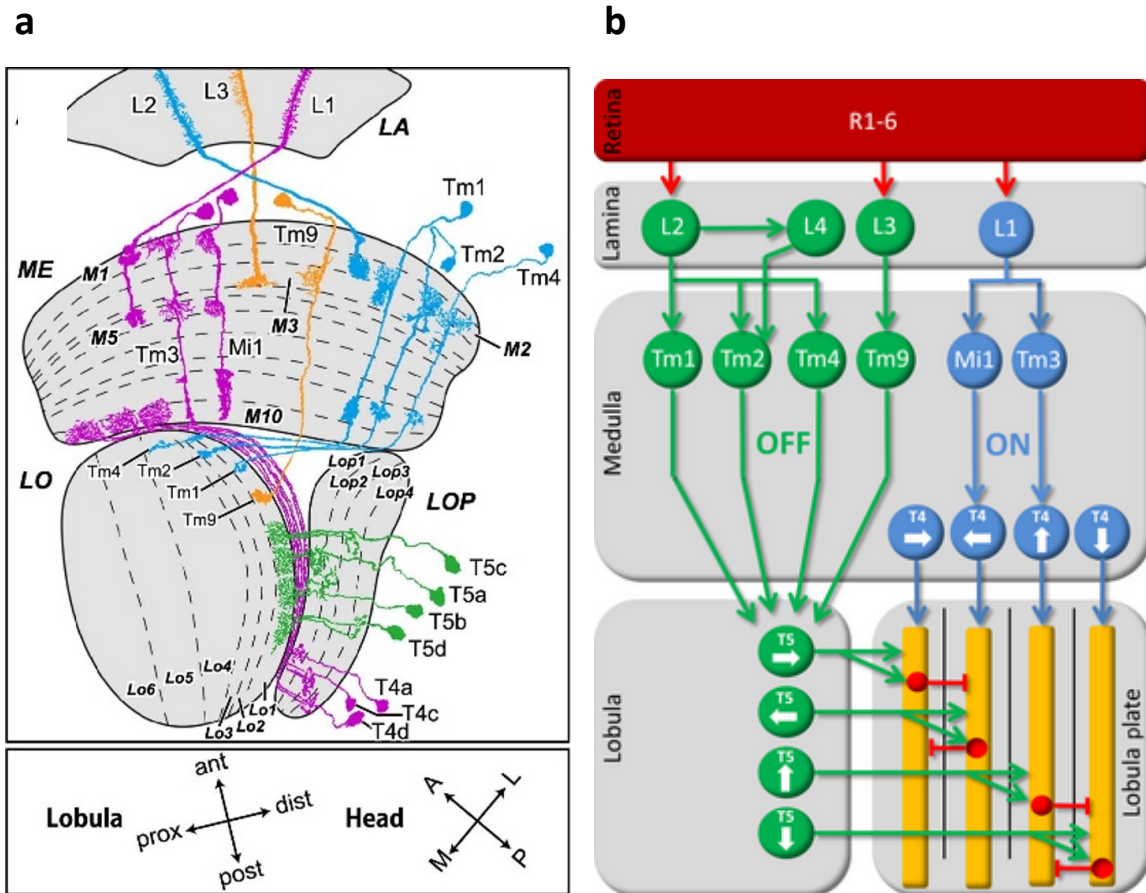 a
b
L2
L3
L1
LA
Tm1
Tm9
Tm2
Tm4
ME
M1
M5
M3
M2
Tm3
Mi1
M10
LO
Tm4
Tm2
Tm1
Tm9
Lop1
Lop2
Lop3
Lop4
LOP
T5c
T5a
T5b
T5d
Lo6
Lo5
Lo4
Lo3
Lo2
Lo1
T4a
T4c
T4d
Lobula
ant
dist
prox
post
Head
A
L
M
P
Retina
R1-6
Lamina
L2
L4
L3
L1
Medulla
Tm1
Tm2
Tm4
Tm9
Mi1
Tm3
OFF
ON
T4
T4
T4
T4
Lobula
T5
T5
T5
T5
Lobula plate